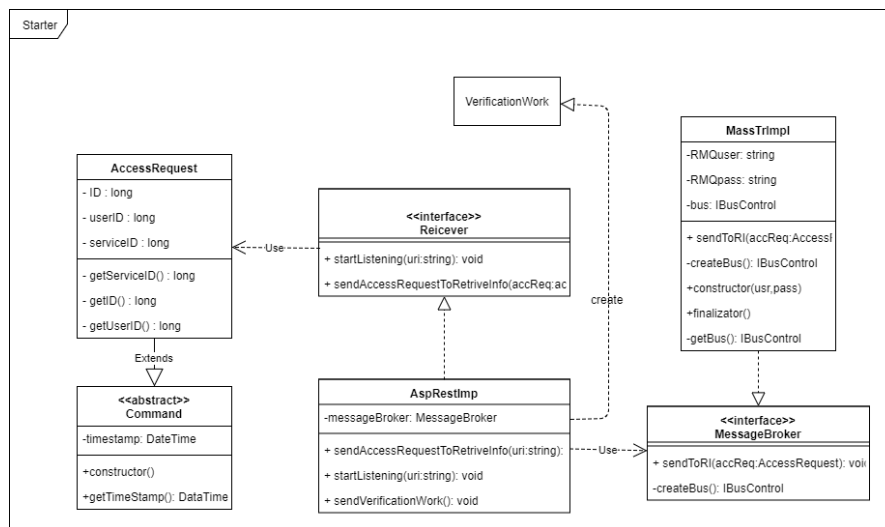 Starter
VerificationWork
MassTrImpl
-RMQuser: string
-RMQpass: string
-bus: IBusControl
+ sendToRI(accReq:AccessI
-createBus(): IBusControl
+constructor(usr,pass)
+finalizator()
-getBus(): IBusControl
AccessRequest
- ID : long
- userID : long
- serviceID : long
- getServiceID() : long
- getID() : long
- getUserID() : long
Use
<<interface>>
Reicever
+ startListening(uri:string): void
+ sendAccessRequestToRetriveInfo(accReq:ac
create
Extends
<<abstract>>
Command
-timestamp: DateTime
+constructor()
+getTimeStamp(): DataTime
AspRestImp
-messageBroker: MessageBroker
+ sendAccessRequestToRetriveInfo(uri:string):
+ startListening(uri:string): void
+ sendVerificationWork(): void
Use
<<interface>>
MessageBroker
+ sendToRI(accReq:AccessRequest): voi
-createBus(): IBusControl